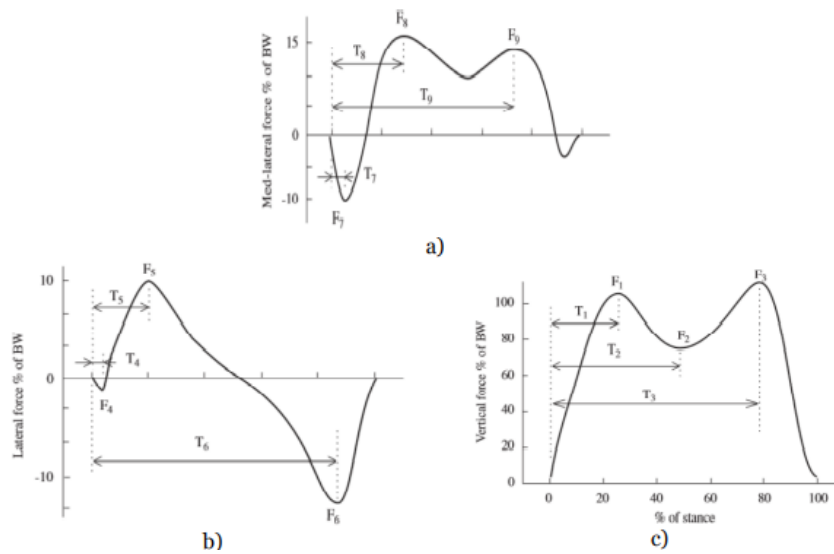 F̄8
F9
15
T8
T9
Med-lateral force % of BW
0
T7
-10
F7
a)
10
F5
T5
T4
Lateral force % of BW
0
F4
T6
-10
F6
b)
F1
F3
100
T1
F2
80
T2
60
T3
40
Vertical force % of BW
20
0
0 20 40 60 80 100
% of stance
c)